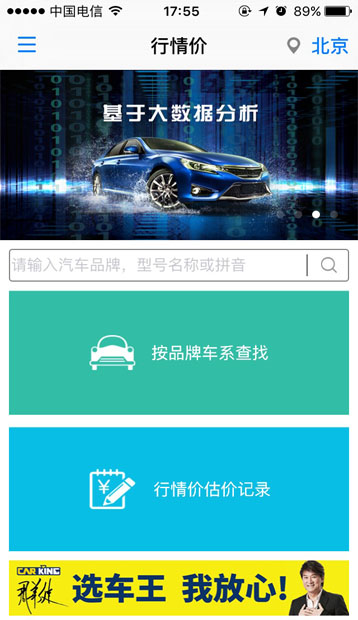 中国电信 17:55 89%
行情价 北京
基于大数据分析
请输入汽车品牌，型号名称或拼音
按品牌车系查找
行情价估价记录
CAR KING
选车王 我放心!